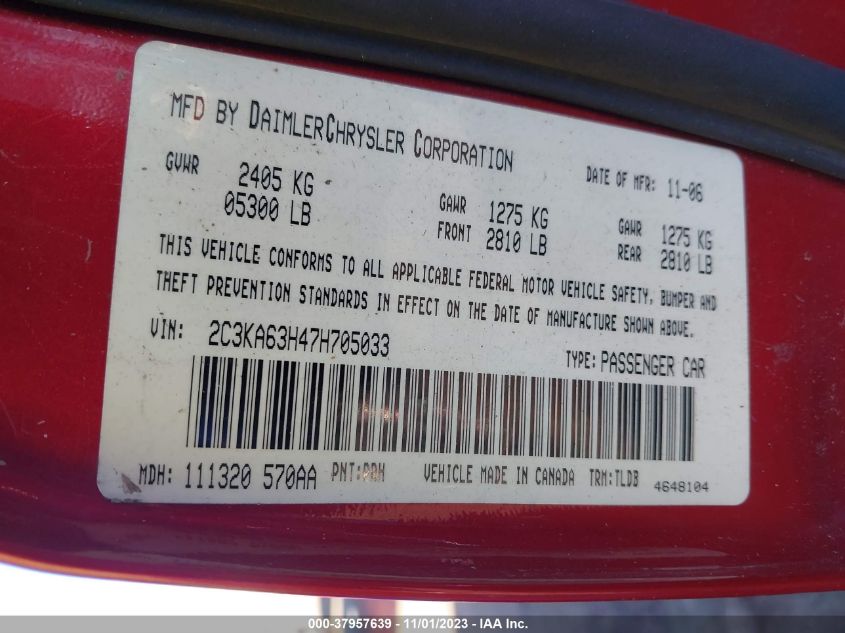 MFD BY DAIMLERCHRYSLER CORPORATION
DATE OF MFR: 11-06
GVWR 2405 KG
05300 LB
GAWR 1275 KG
FRONT 2810 LB
GAWR 1275 KG
REAR 2810 LB
THIS VEHICLE CONFORMS TO ALL APPLICABLE FEDERAL MOTOR VEHICLE SAFETY, BUMPER AND
THEFT PREVENTION STANDARDS IN EFFECT ON THE DATE OF MANUFACTURE SHOWN ABOVE.
VIN: 2C3KA63H47H705033
TYPE: PASSENGER CAR
MDH: 111320 570AA PNT: VEHICLE MADE IN CANADA TRM:TLDB 4648104
000-37957639 - 11/01/2023 - Copyright IAA, Inc.